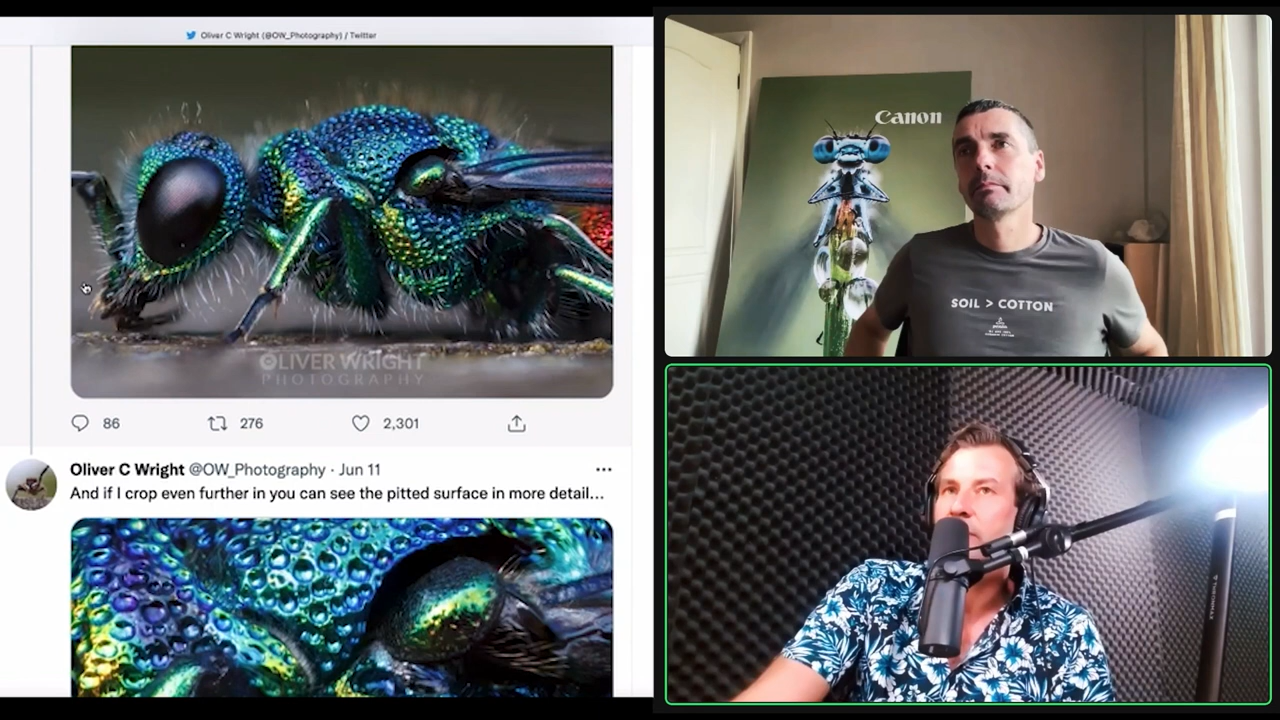 Oliver C Wright (@OW_Photography) / Twitter
OLIVER WRIGHT
PHOTOGRAPHY
86
276
2,301
Oliver C Wright @OW_Photography · Jun 11
And if I crop even further in you can see the pitted surface in more detail...
Canon
SOIL > COTTON